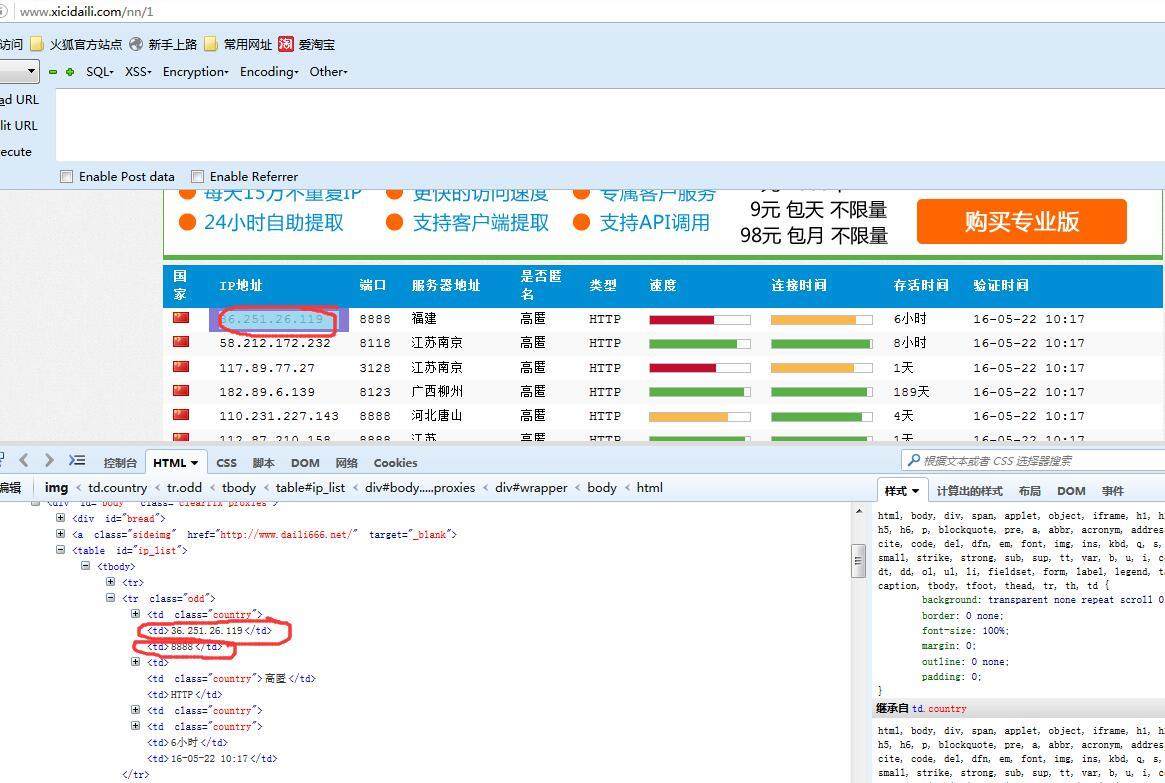 www.xicidaili.com/nn/1
访问 火狐官方站点 新手上路 常用网址 淘 爱淘宝
SQL- XSS- Encryption- Encoding- Other-
ad URL
lit URL
ecute
Enable Post data Enable Referrer
每天15万不重复IP 更快的访问速度 专属客户服务
24小时自助提取 支持客户端提取 支持API调用
9元 包天 不限量
98元 包月 不限量
购买专业版
国家 IP地址 端口 服务器地址 是否匿名 类型 速度 连接时间 存活时间 验证时间
36.251.26.119 8888 福建 高匿 HTTP 6小时 16-05-22 10:17
58.212.172.232 8118 江苏南京 高匿 HTTP 8小时 16-05-22 10:17
117.89.77.27 3128 江苏南京 高匿 HTTP 1天 16-05-22 10:17
182.89.6.139 8123 广西柳州 高匿 HTTP 189天 16-05-22 10:17
110.231.227.143 8888 河北唐山 高匿 HTTP 4天 16-05-22 10:17
112.87.210.158 8888 江苏 高匿 HTTP 1天 16-05-22 10:17
控制台 HTML CSS 脚本 DOM 网络 Cookies 根据文本或者 CSS 选择器搜索
编辑 img < td.country < tr.odd < tbody < table#ip_list < div#body.....proxies < div#wrapper < body < html
样式 计算出的样式 布局 DOM 事件
<div id="body" class="clearfix proxies">
<div id="bread">
<a class="sideimg" href="http://www.daili666.net/" target="_blank">
<table id="ip_list">
<tbody>
<tr>
<tr class="odd">
<td class="country">
<td>36.251.26.119</td>
<td>8888</td>
<td>
<td class="country">高匿</td>
<td>HTTP</td>
<td class="country">
<td class="country">
<td>6小时</td>
<td>16-05-22 10:17</td>
</tr>
html, body, div, span, applet, object, iframe, h1, h
h5, h6, p, blockquote, pre, a, abbr, acronym, addres
cite, code, del, dfn, em, font, img, ins, kbd, q, s,
small, strike, strong, sub, sup, tt, var, b, u, i, c
dt, dd, ol, ul, li, fieldset, form, label, legend, t
caption, tbody, tfoot, thead, tr, th, td {
background: transparent none repeat scroll 0
border: 0 none;
font-size: 100%;
margin: 0;
outline: 0 none;
padding: 0;
}
继承自 td.country
html, body, div, span, applet, object, iframe, h1, h
h5, h6, p, blockquote, pre, a, abbr, acronym, addres
cite, code, del, dfn, em, font, img, ins, kbd, q, s,
small, strike, strong, sub, sup, tt, var, b, u, i, c